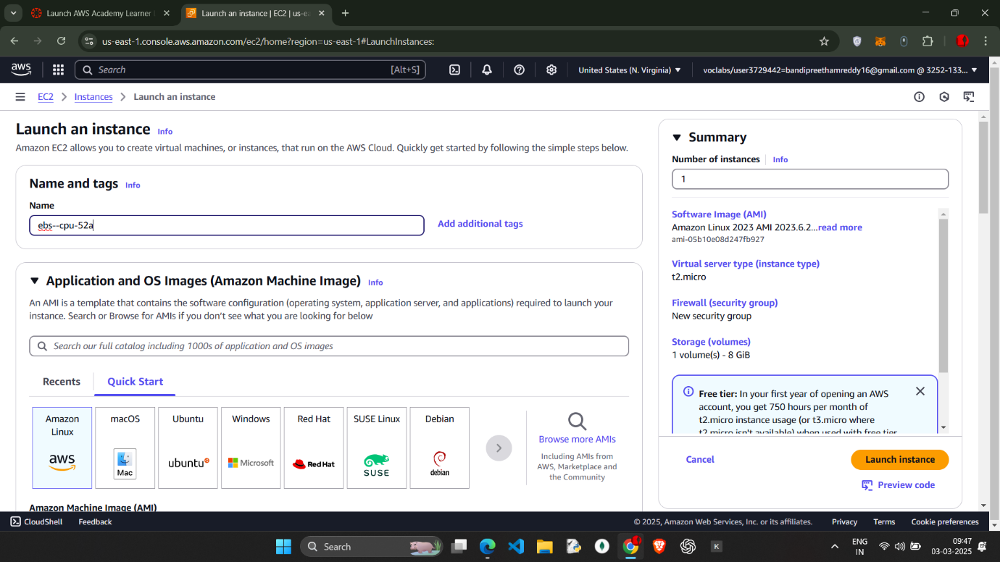 Launch AWS Academy Learner
Launch an instance | EC2 | us-ea
us-east-1.console.aws.amazon.com/ec2/home?region=us-east-1#LaunchInstances:
aws
Search
[Alt+S]
United States (N. Virginia)
voclabs/user3729442=bandipreethamreddy16@gmail.com @ 3252-133...
EC2
Instances
Launch an instance
Launch an instance
Info
Amazon EC2 allows you to create virtual machines, or instances, that run on the AWS Cloud. Quickly get started by following the simple steps below.
Name and tags
Info
Name
ebs--cpu-52a
Add additional tags
Application and OS Images (Amazon Machine Image)
Info
An AMI is a template that contains the software configuration (operating system, application server, and applications) required to launch your
instance. Search or Browse for AMIs if you don't see what you are looking for below
Search our full catalog including 1000s of application and OS images
Recents
Quick Start
Amazon
Linux
aws
macOS
Mac
Ubuntu
ubuntu
Windows
Microsoft
Red Hat
Red Hat
SUSE Linux
SUSE
Debian
debian
Browse more AMIs
Including AMIs from
AWS, Marketplace and
the Community
Amazon Machine Image (AMI)
Summary
Number of instances
Info
1
Software Image (AMI)
Amazon Linux 2023 AMI 2023.6.2...read more
ami-05b10e08d247fb927
Virtual server type (instance type)
t2.micro
Firewall (security group)
New security group
Storage (volumes)
1 volume(s) - 8 GiB
Free tier: In your first year of opening an AWS
account, you get 750 hours per month of
t2.micro instance usage (or t3.micro where
t2.micro isn't available) when used with free tier
Cancel
Launch instance
Preview code
CloudShell
Feedback
© 2025, Amazon Web Services, Inc. or its affiliates.
Privacy
Terms
Cookie preferences
Search
K
ENG
IN
09:47
03-03-2025